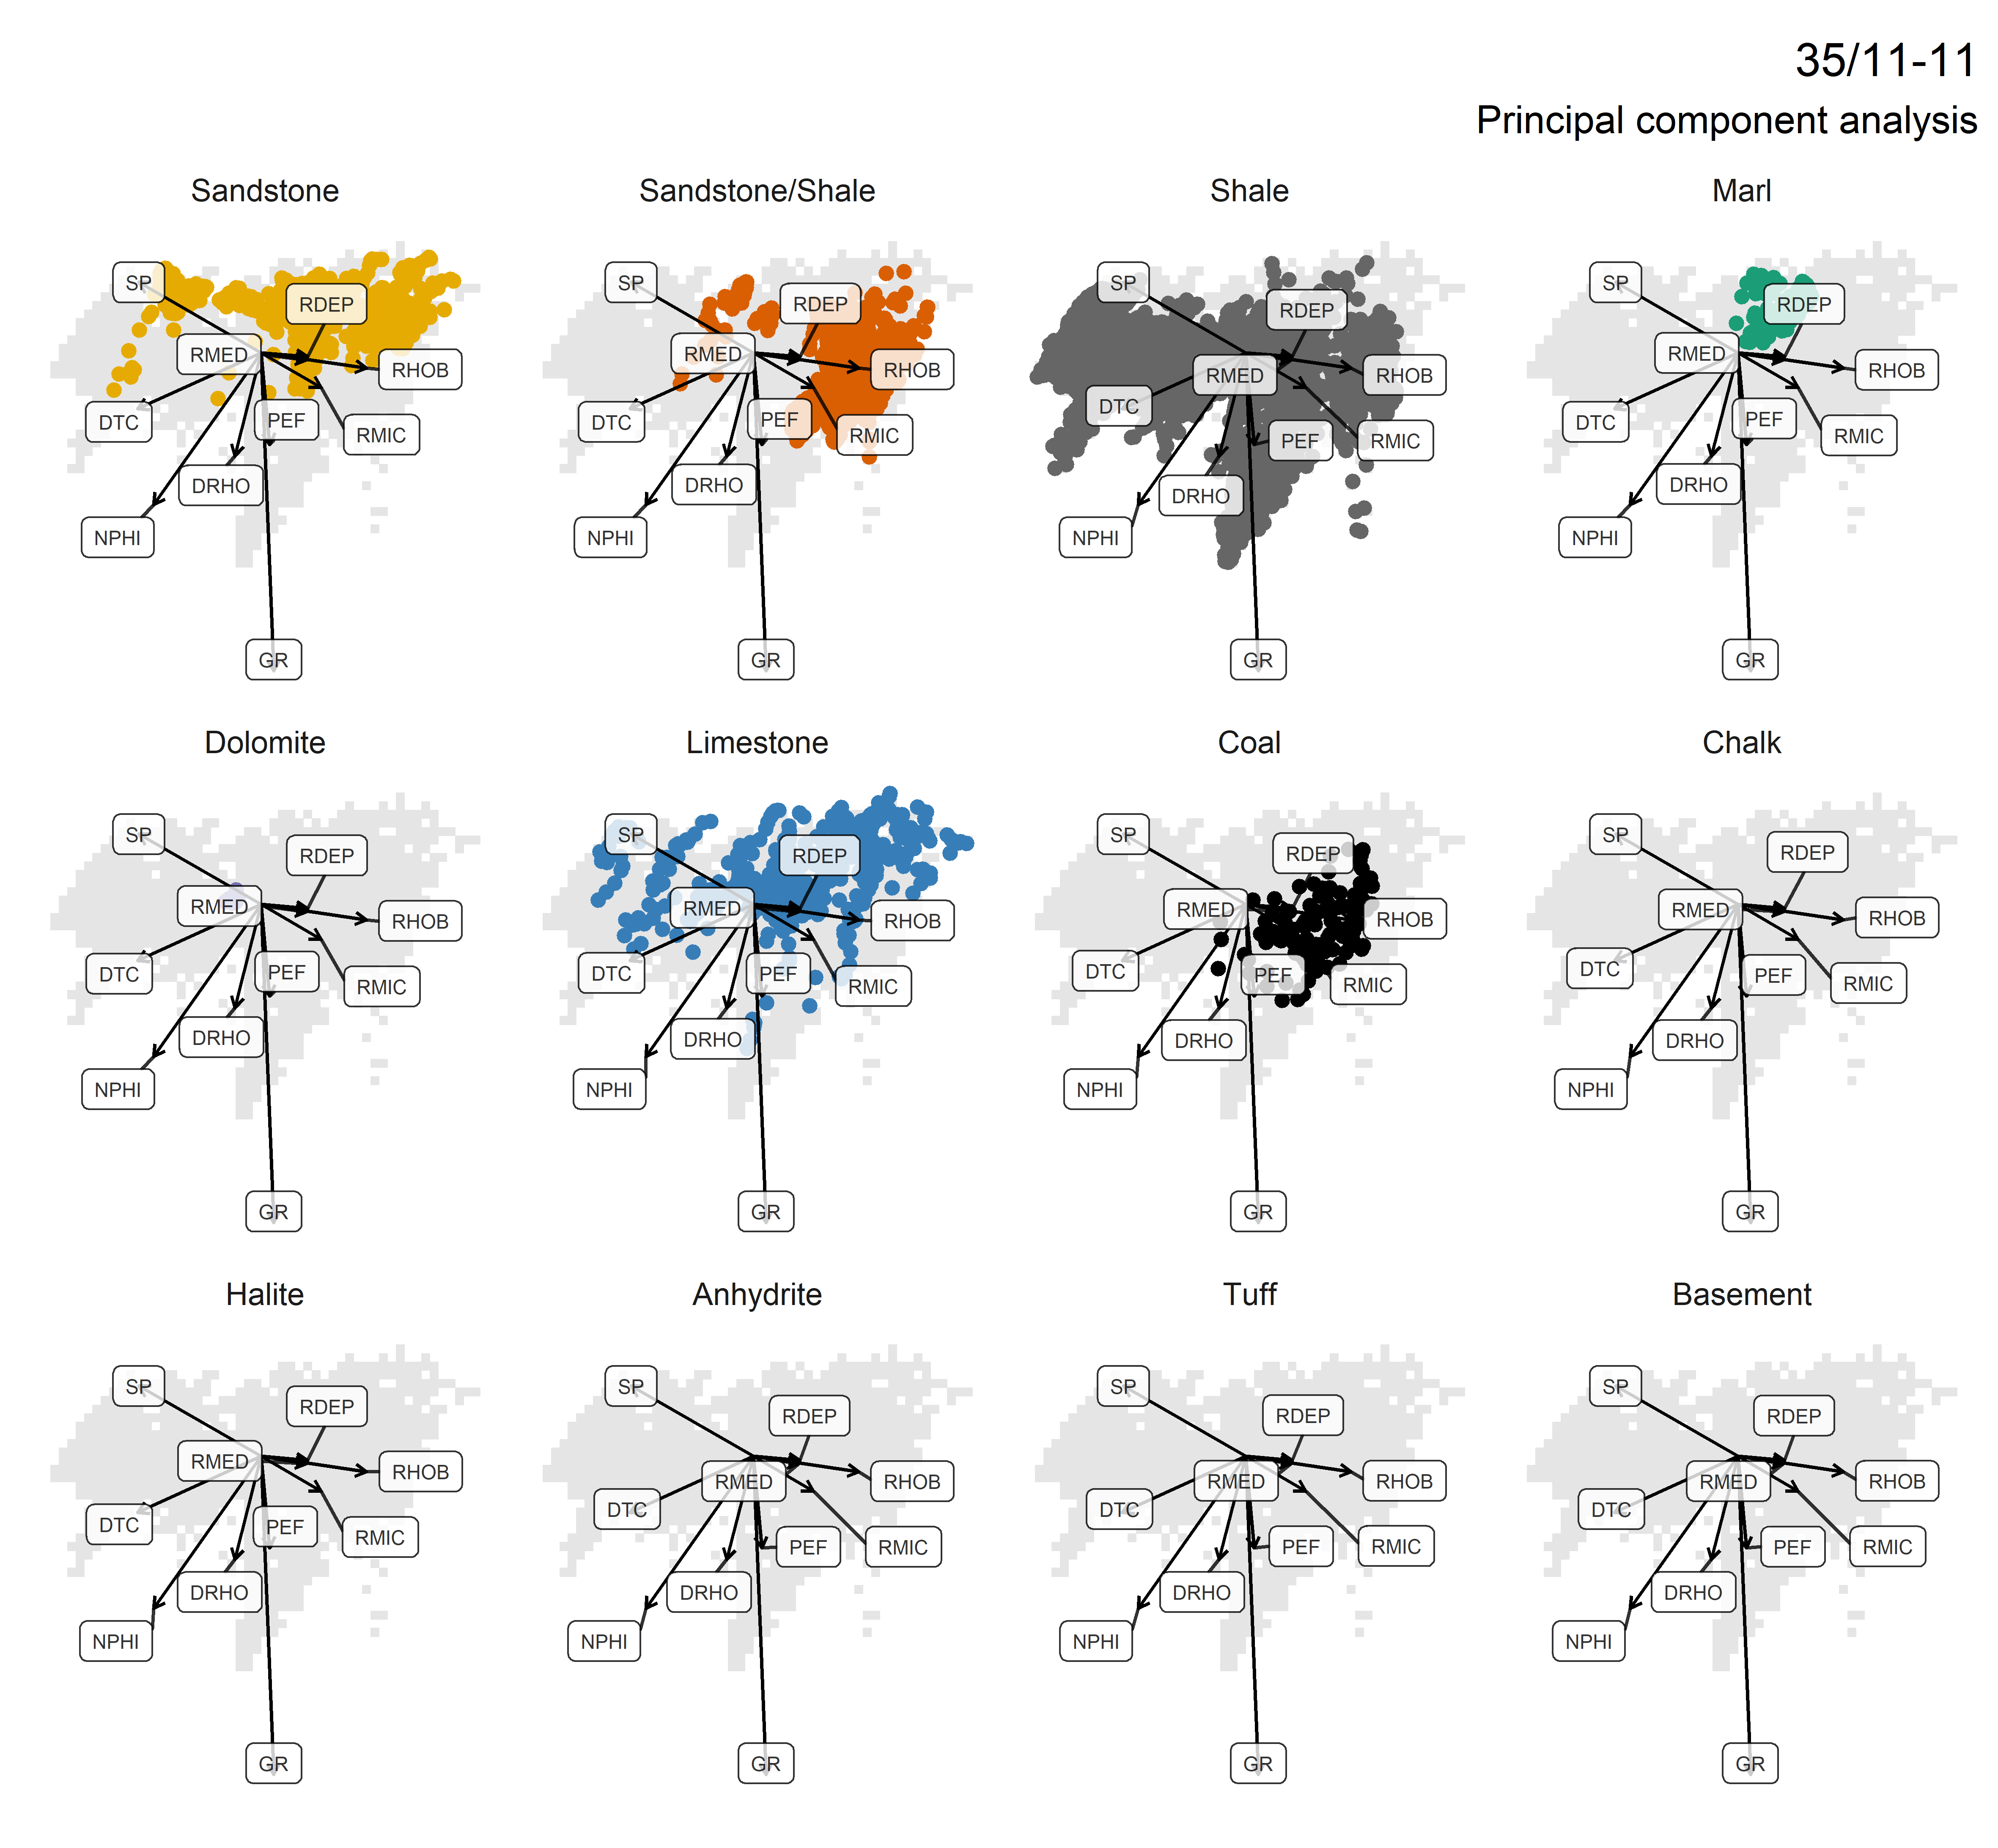 35/11-11
Principal component analysis
Sandstone
Sandstone/Shale
Shale
Marl
SP
RDEP
RMED
RHOB
DTC
PEF
RMIC
DRHO
NPHI
GR
SP
RDEP
RMED
RHOB
DTC
PEF
RMIC
DRHO
NPHI
GR
SP
RDEP
RMED
RHOB
DTC
PEF
RMIC
DRHO
NPHI
GR
SP
RDEP
RMED
RHOB
DTC
PEF
RMIC
DRHO
NPHI
GR
Dolomite
Limestone
Coal
Chalk
SP
RDEP
RMED
RHOB
DTC
PEF
RMIC
DRHO
NPHI
GR
SP
RDEP
RMED
RHOB
DTC
PEF
RMIC
DRHO
NPHI
GR
SP
RDEP
RMED
RHOB
DTC
PEF
RMIC
DRHO
NPHI
GR
SP
RDEP
RMED
RHOB
DTC
PEF
RMIC
DRHO
NPHI
GR
Halite
Anhydrite
Tuff
Basement
SP
RDEP
RMED
RHOB
DTC
PEF
RMIC
DRHO
NPHI
GR
SP
RDEP
RMED
RHOB
DTC
PEF
RMIC
DRHO
NPHI
GR
SP
RDEP
RMED
RHOB
DTC
PEF
RMIC
DRHO
NPHI
GR
SP
RDEP
RMED
RHOB
DTC
PEF
RMIC
DRHO
NPHI
GR